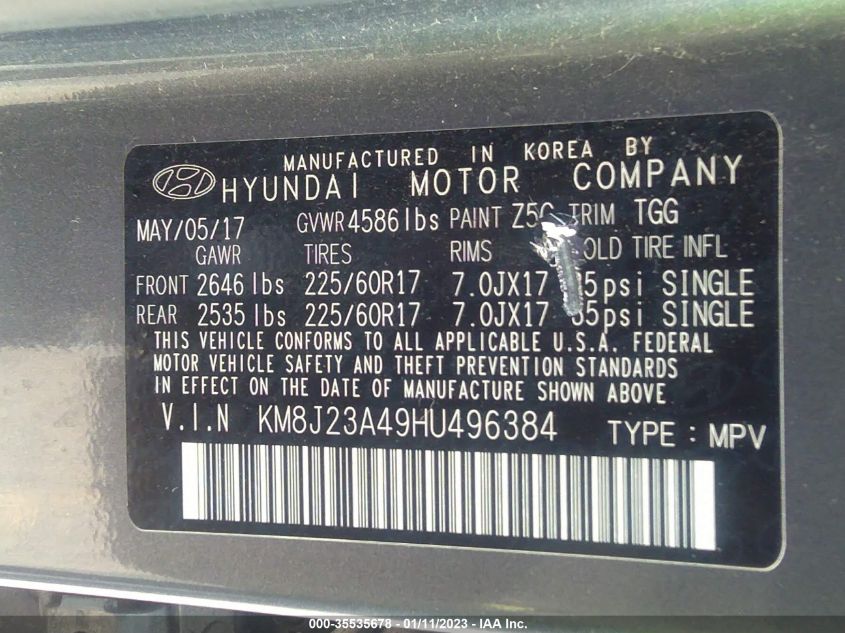 MANUFACTURED IN KOREA BY
HYUNDAI MOTOR COMPANY
MAY/05/17 GVWR 4586 lbs PAINT TRIM TGG
GAWR TIRES RIMS TIRE INFL
FRONT 2646 lbs 225/60R17 7.0JX17 psi SINGLE
REAR 2535 lbs 225/60R17 7.0JX17 psi SINGLE
THIS VEHICLE CONFORMS TO ALL APPLICABLE U.S.A. FEDERAL
MOTOR VEHICLE SAFETY AND THEFT PREVENTION STANDARDS
IN EFFECT ON THE DATE OF MANUFACTURE SHOWN ABOVE
V.I.N KM8J23A49HU496384 TYPE : MPV
000-35535678 - 01/11/2023 - IAA Inc.